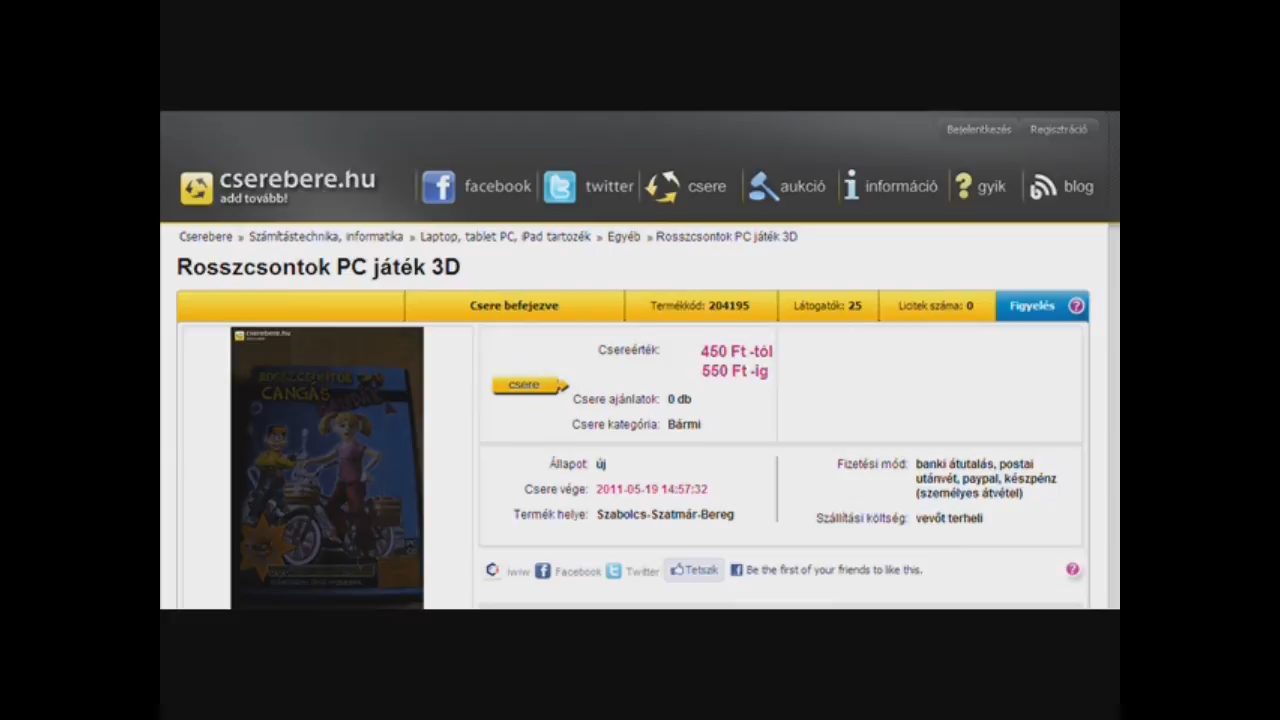 Bejelentkezés Regisztráció
cserebere.hu
add tovább!
facebook twitter csere aukció információ gyik blog
Cserebere » Számítástechnika, informatika » Laptop, tablet PC, iPad tartozék » Egyéb » Rosszcsontok PC játék 3D
Rosszcsontok PC játék 3D
Csere befejezve Termékkód: 204195 Látogatók: 25 Licitek száma: 0 Figyelés ?
cserebere.hu
ROSSZCSONTOK
CANGÁS
Csereérték: 450 Ft -tól
550 Ft -ig
csere
Csere ajánlatok: 0 db
Csere kategória: Bármi
Állapot: új
Csere vége: 2011-05-19 14:57:32
Termék helye: Szabolcs-Szatmár-Bereg
Fizetési mód: banki átutalás, postai
utánvét, paypal, készpénz
(személyes átvétel)
Szállítási költség: vevőt terheli
iwiw Facebook Twitter Tetszik Be the first of your friends to like this. ?